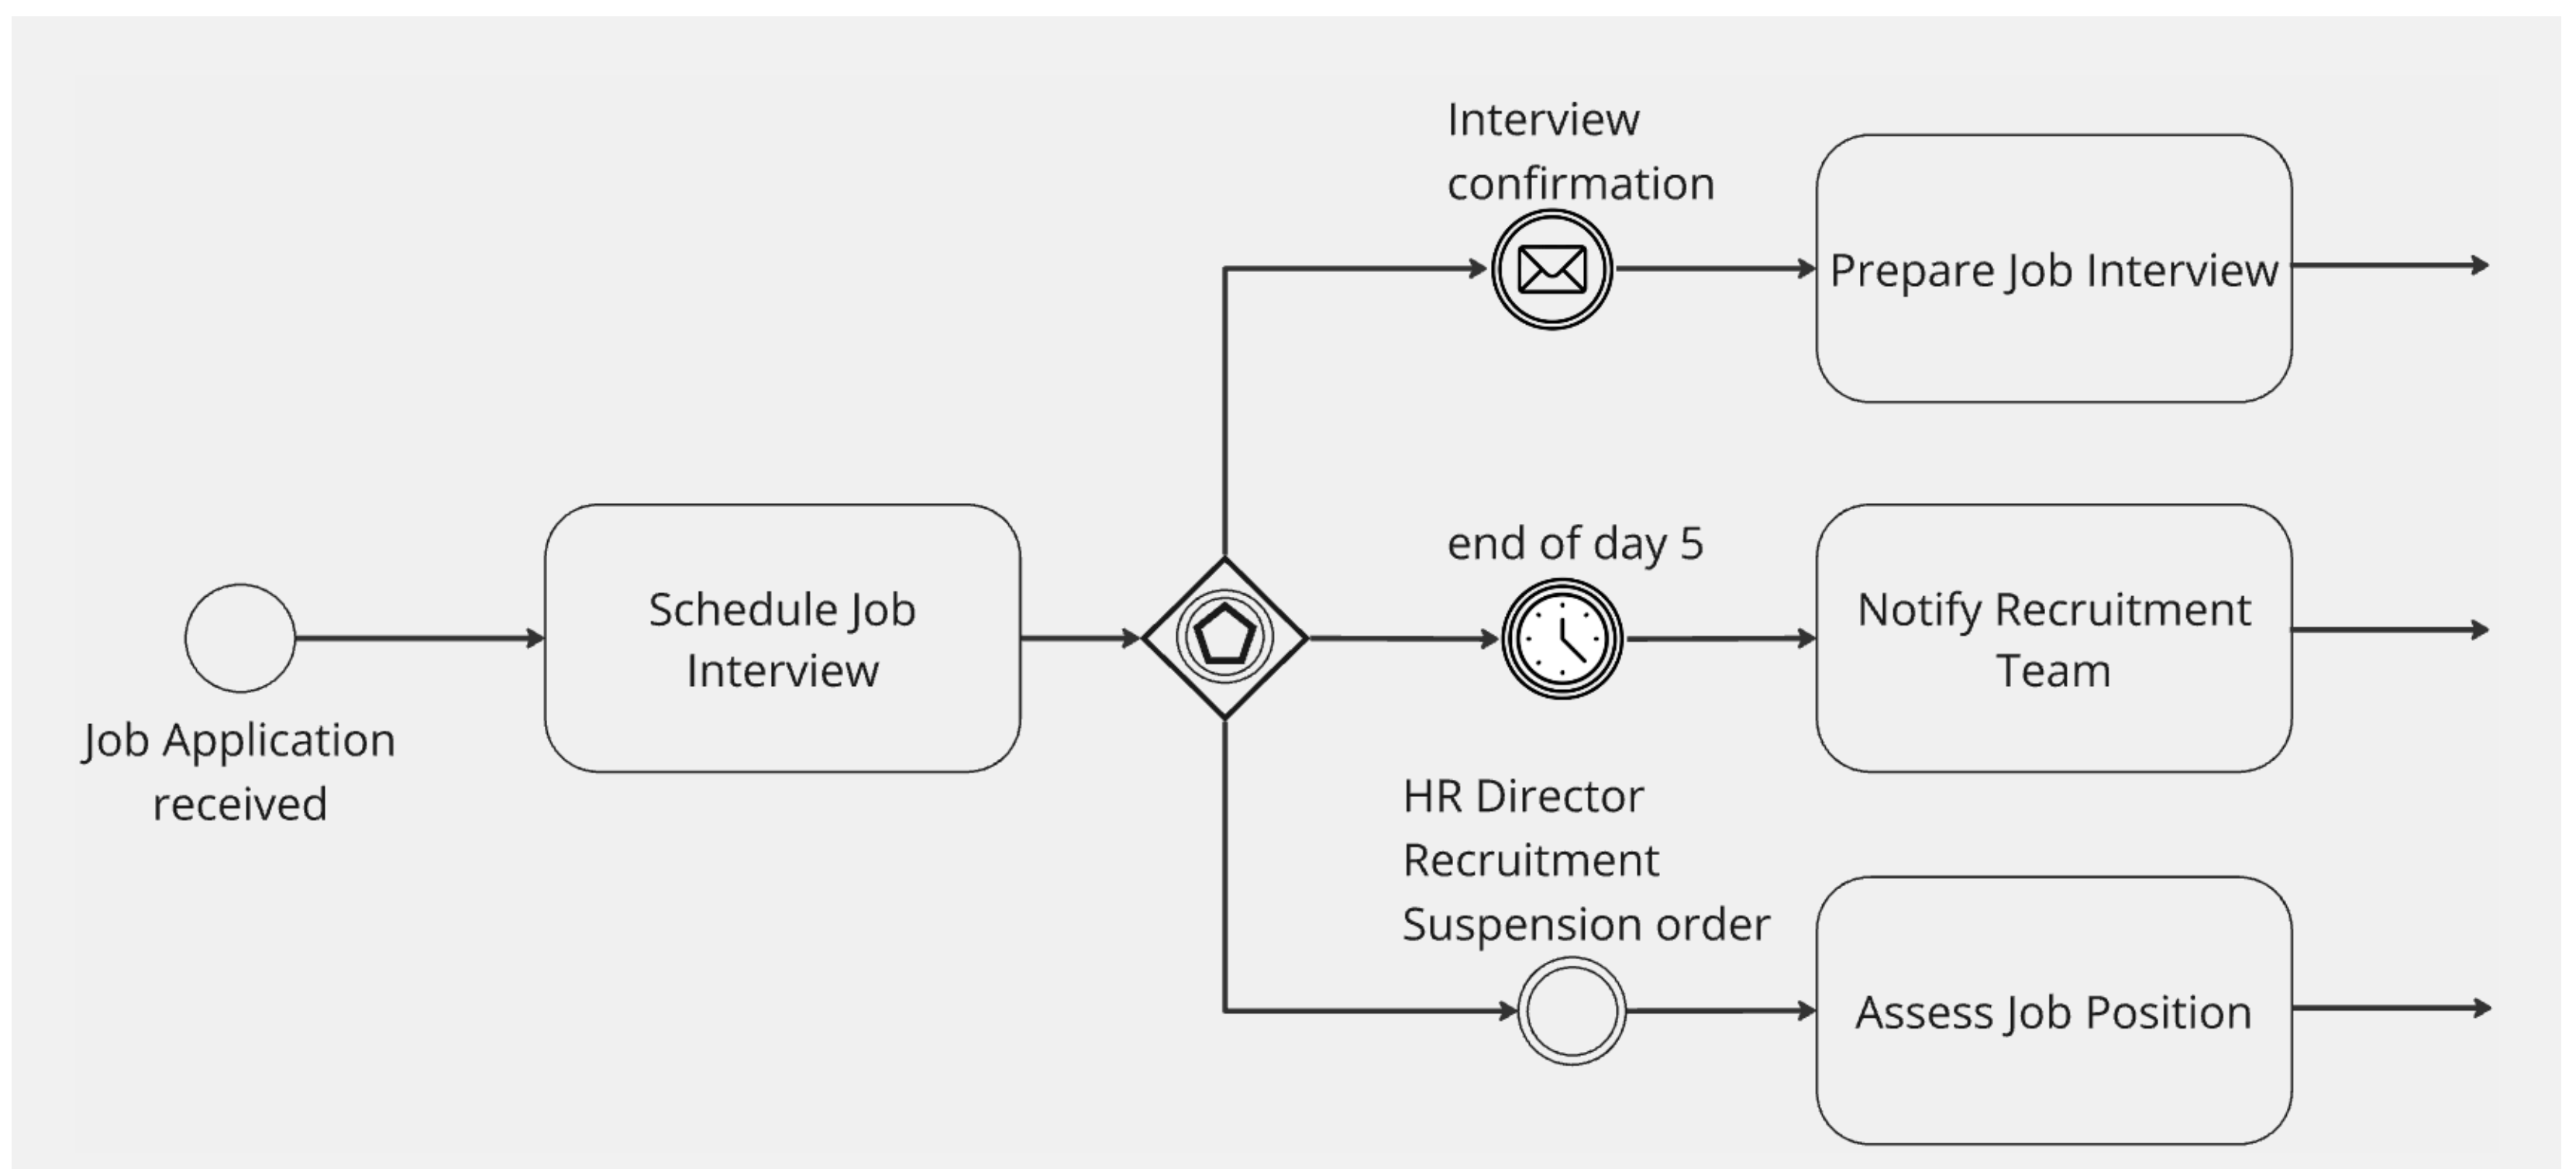 Job Application
received
Schedule Job
Interview
Interview
confirmation
Prepare Job Interview
end of day 5
Notify Recruitment
Team
HR Director
Recruitment
Suspension order
Assess Job Position